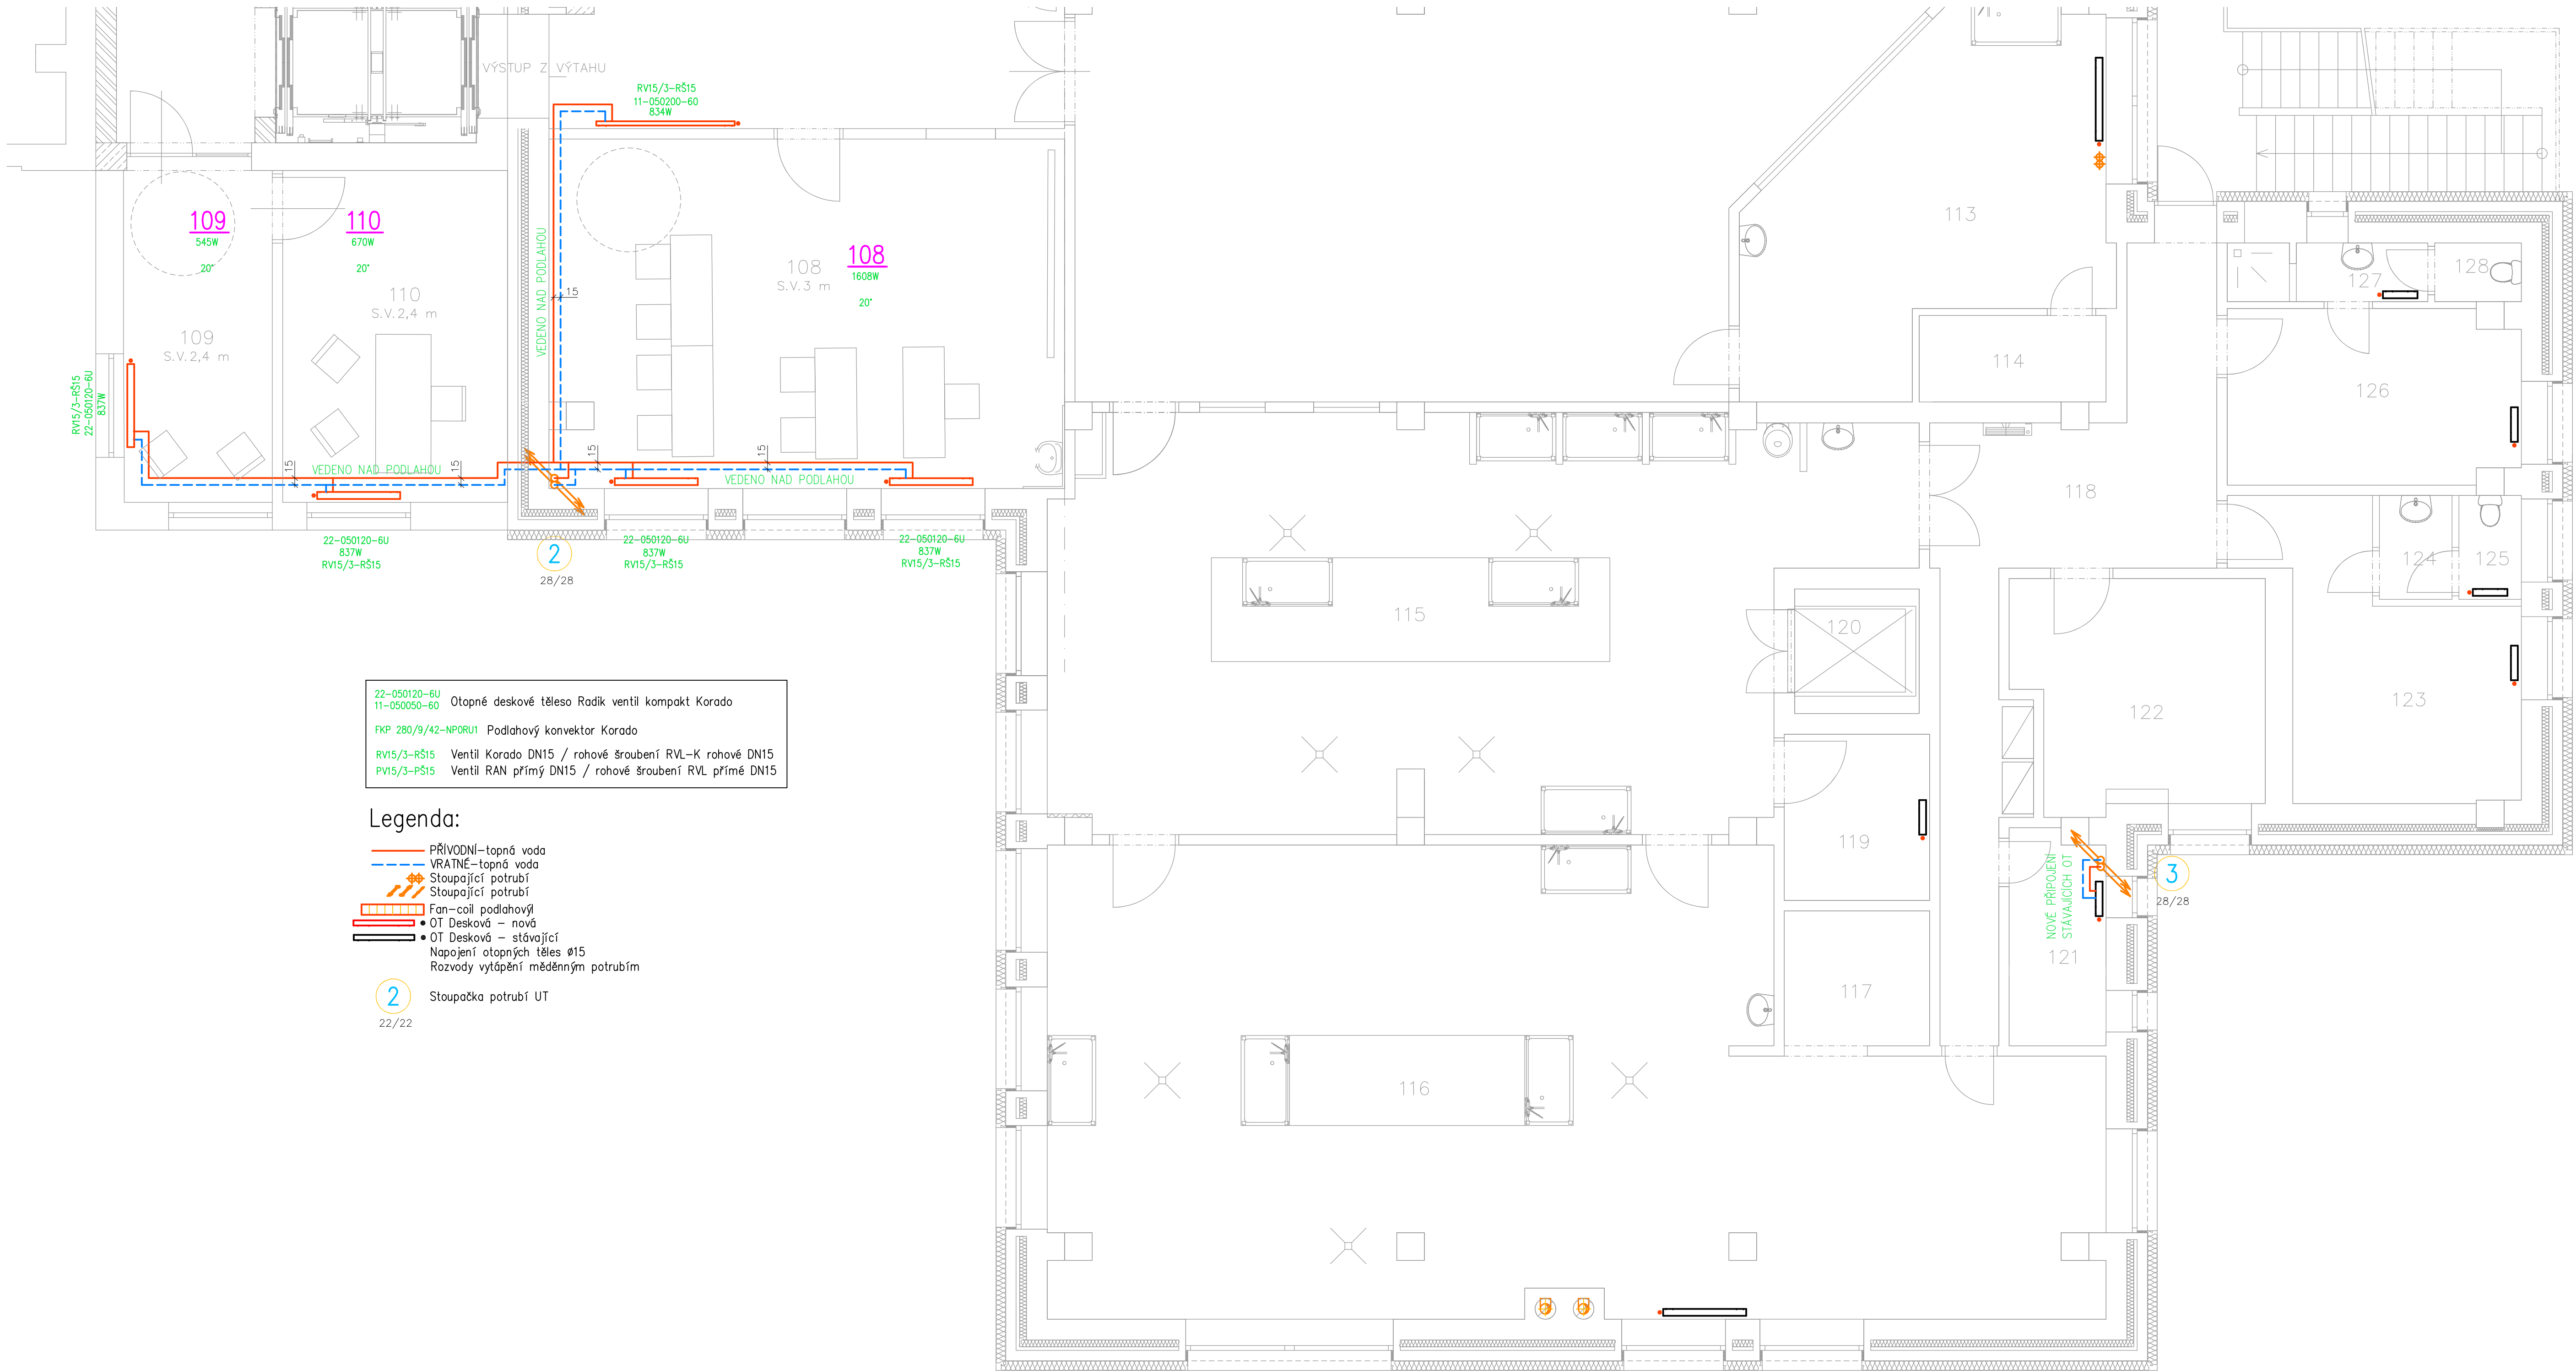 VÝSTUP Z VÝTAHU
RV15/3-RŠ15
11-050200-60
834W
109
545W
20°
110
670W
20°
108
1608W
20°
108
S.V.3 m
110
S.V.2,4 m
109
S.V.2,4 m
VEDENO NAD PODLAHOU
15
RV15/3-RŠ15
22-050120-6U
837W
VEDENO NAD PODLAHOU
15
15
15
15
VEDENO NAD PODLAHOU
22-050120-6U
837W
RV15/3-RŠ15
2
28/28
22-050120-6U
837W
RV15/3-RŠ15
22-050120-6U
837W
RV15/3-RŠ15
113
114
115
116
117
118
119
120
121
122
123
124
125
126
127
128
NOVÉ PŘIPOJENÍ
STÁVAJÍCÍCH OT
3
28/28
22-050120-6U
11-050050-60
Otopné deskové těleso Radik ventil kompakt Korado
FKP 280/9/42-NPORU1 Podlahový konvektor Korado
RV15/3-RŠ15 Ventil Korado DN15 / rohové šroubení RVL-K rohové DN15
PV15/3-PŠ15 Ventil RAN přímý DN15 / rohové šroubení RVL přímé DN15
Legenda:
PŘÍVODNÍ-topná voda
VRATNÉ-topná voda
Stoupající potrubí
Stoupající potrubí
Fan-coil podlahovýl
OT Desková - nová
OT Desková - stávající
Napojení otopných těles ø15
Rozvody vytápění měděnným potrubím
2
Stoupačka potrubí UT
22/22